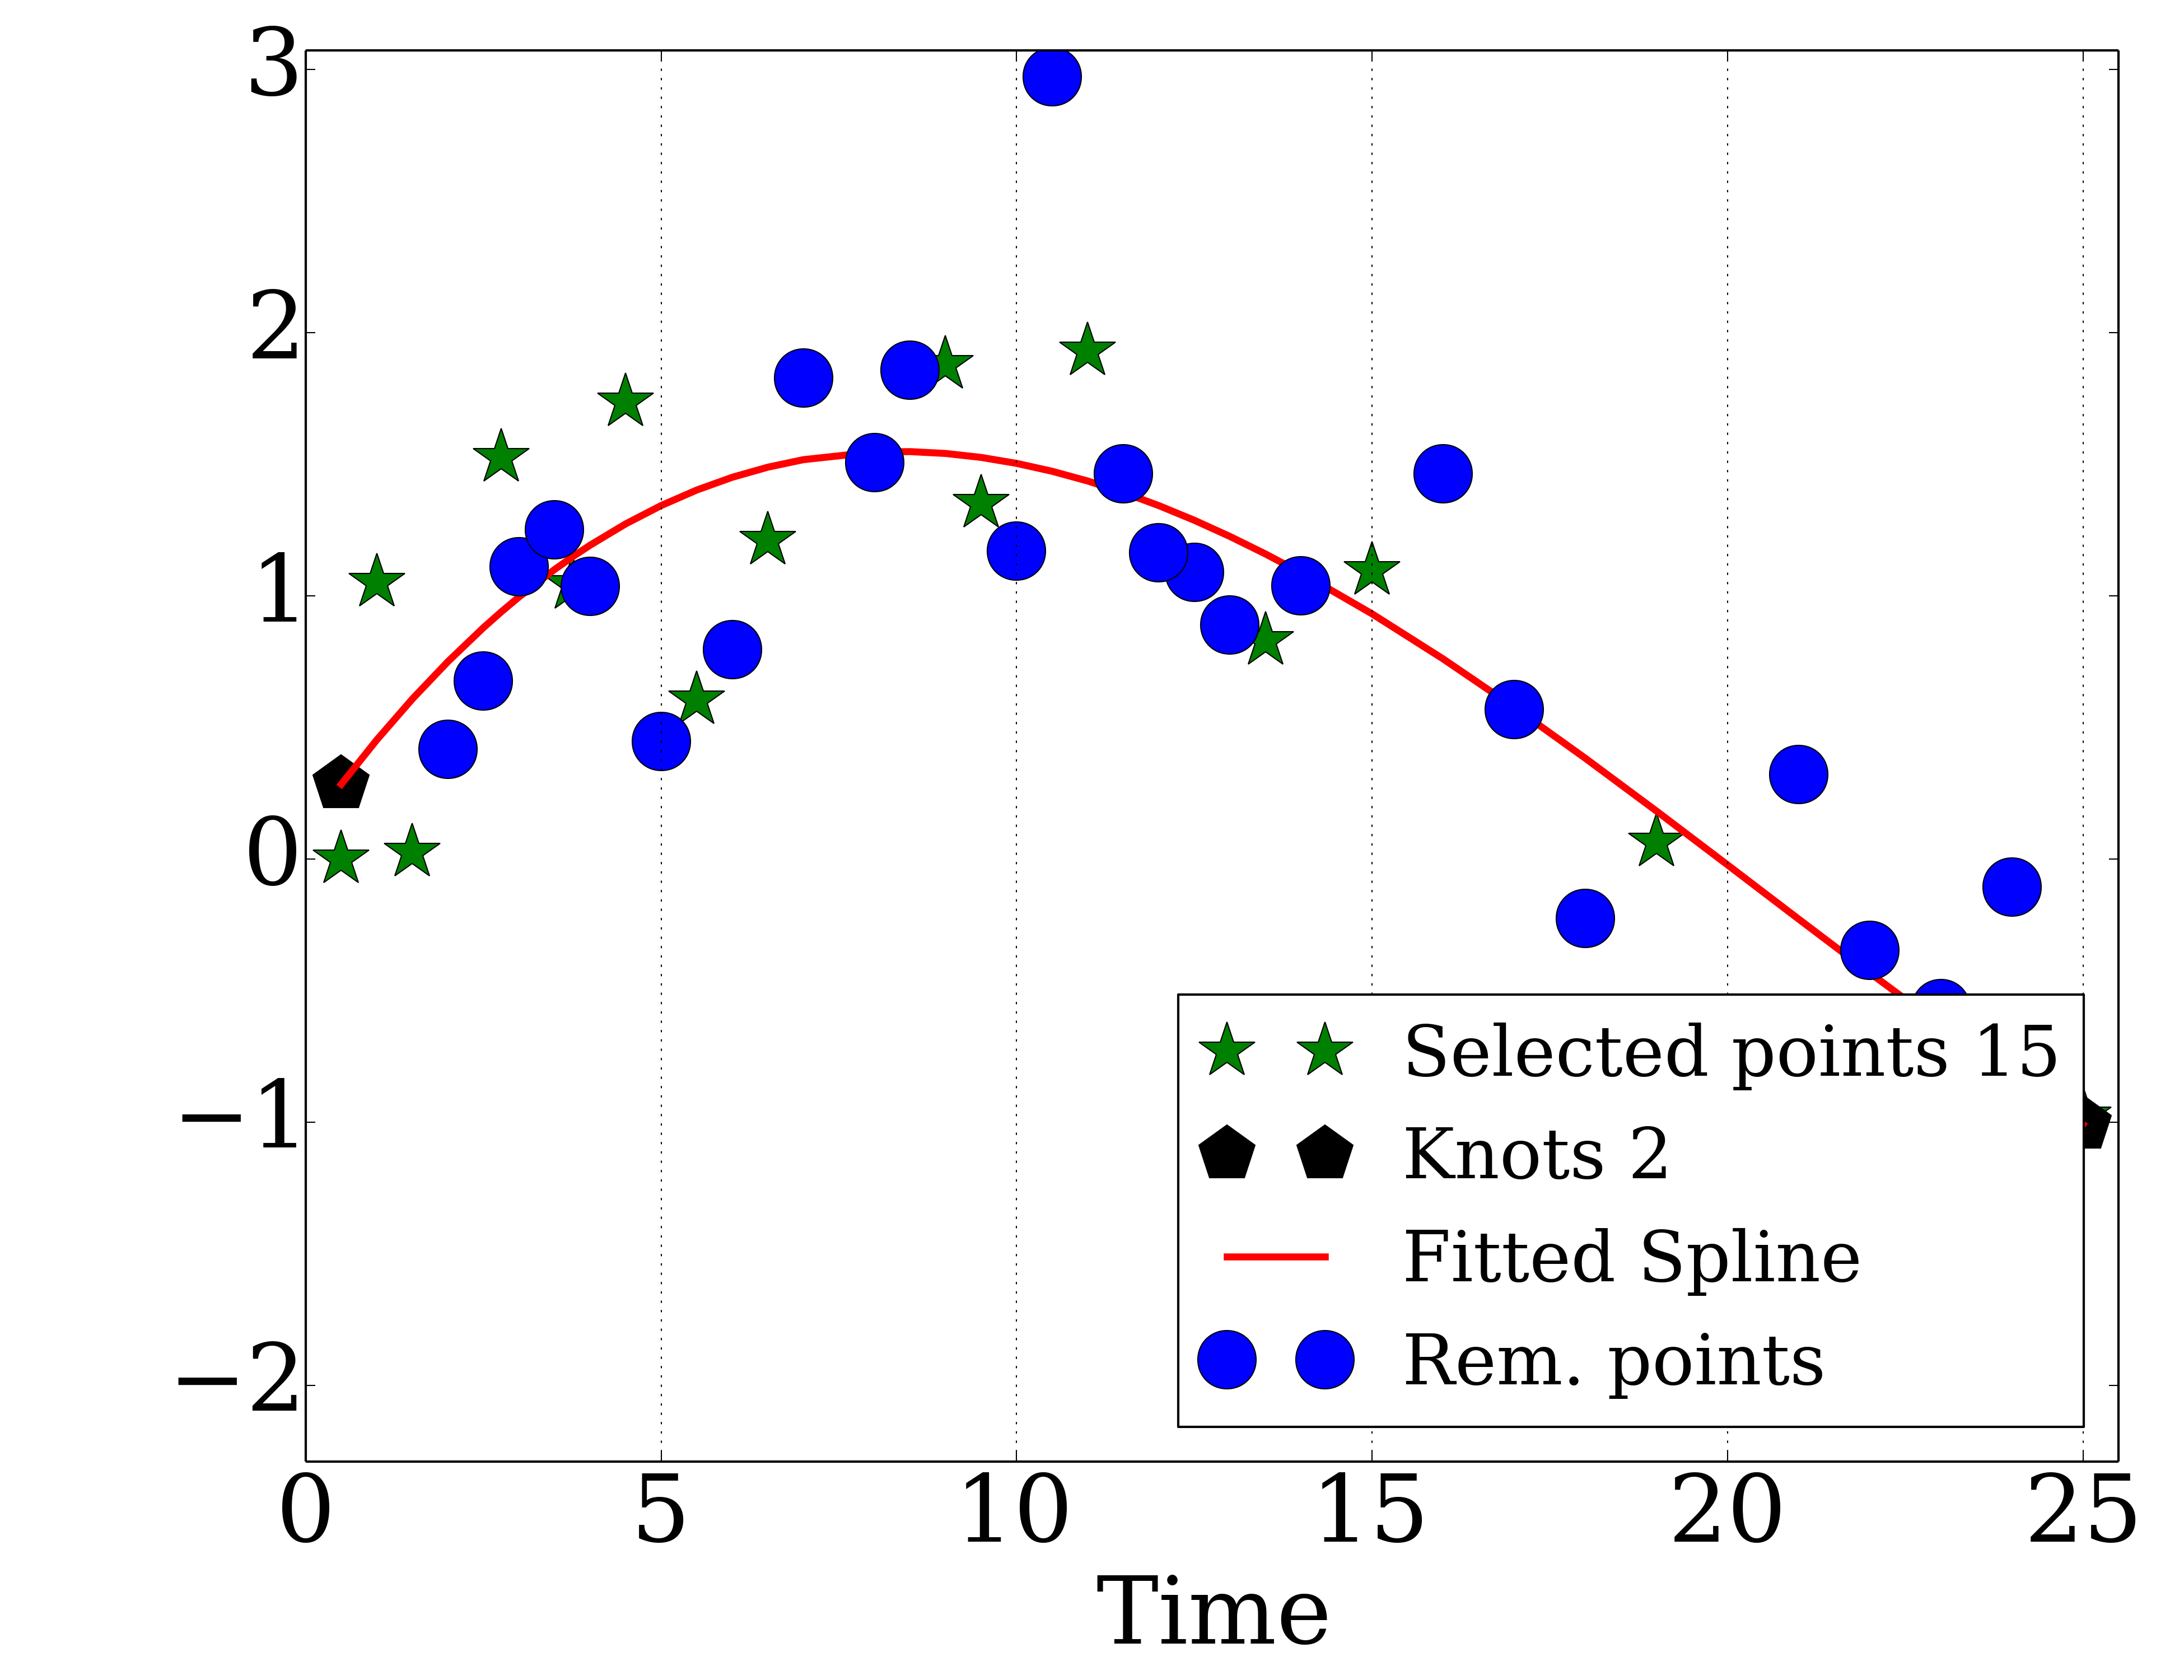 3
2
1
0
−1
−2
Selected points 15
Knots 2
Fitted Spline
Rem. points
0 5 10 15 20 25
Time